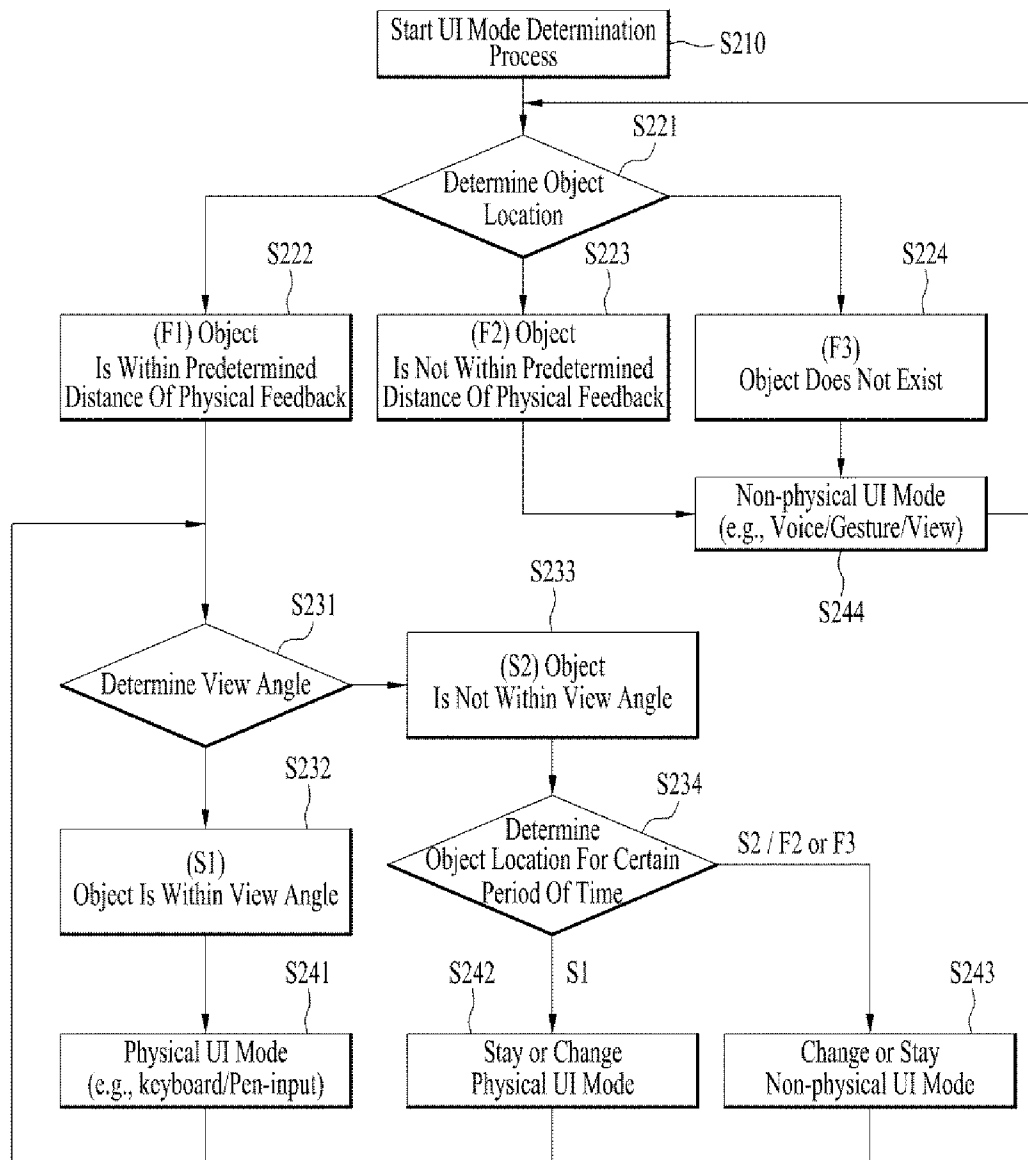 Start UI Mode Determination
Process
S210
S221
Determine Object
Location
S222
S223
S224
(F1) Object
Is Within Predetermined
Distance Of Physical Feedback
(F2) Object
Is Not Within Predetermined
Distance Of Physical Feedback
(F3)
Object Does Not Exist
Non-physical UI Mode
(e.g., Voice/Gesture/View)
S244
S231
Determine View Angle
S233
(S2) Object
Is Not Within View Angle
S232
(S1)
Object Is Within View Angle
S234
Determine
Object Location For Certain
Period Of Time
S2 / F2 or F3
S1
S241
Physical UI Mode
(e.g., keyboard/Pen-input)
S242
Stay or Change
Physical UI Mode
S243
Change or Stay
Non-physical UI Mode